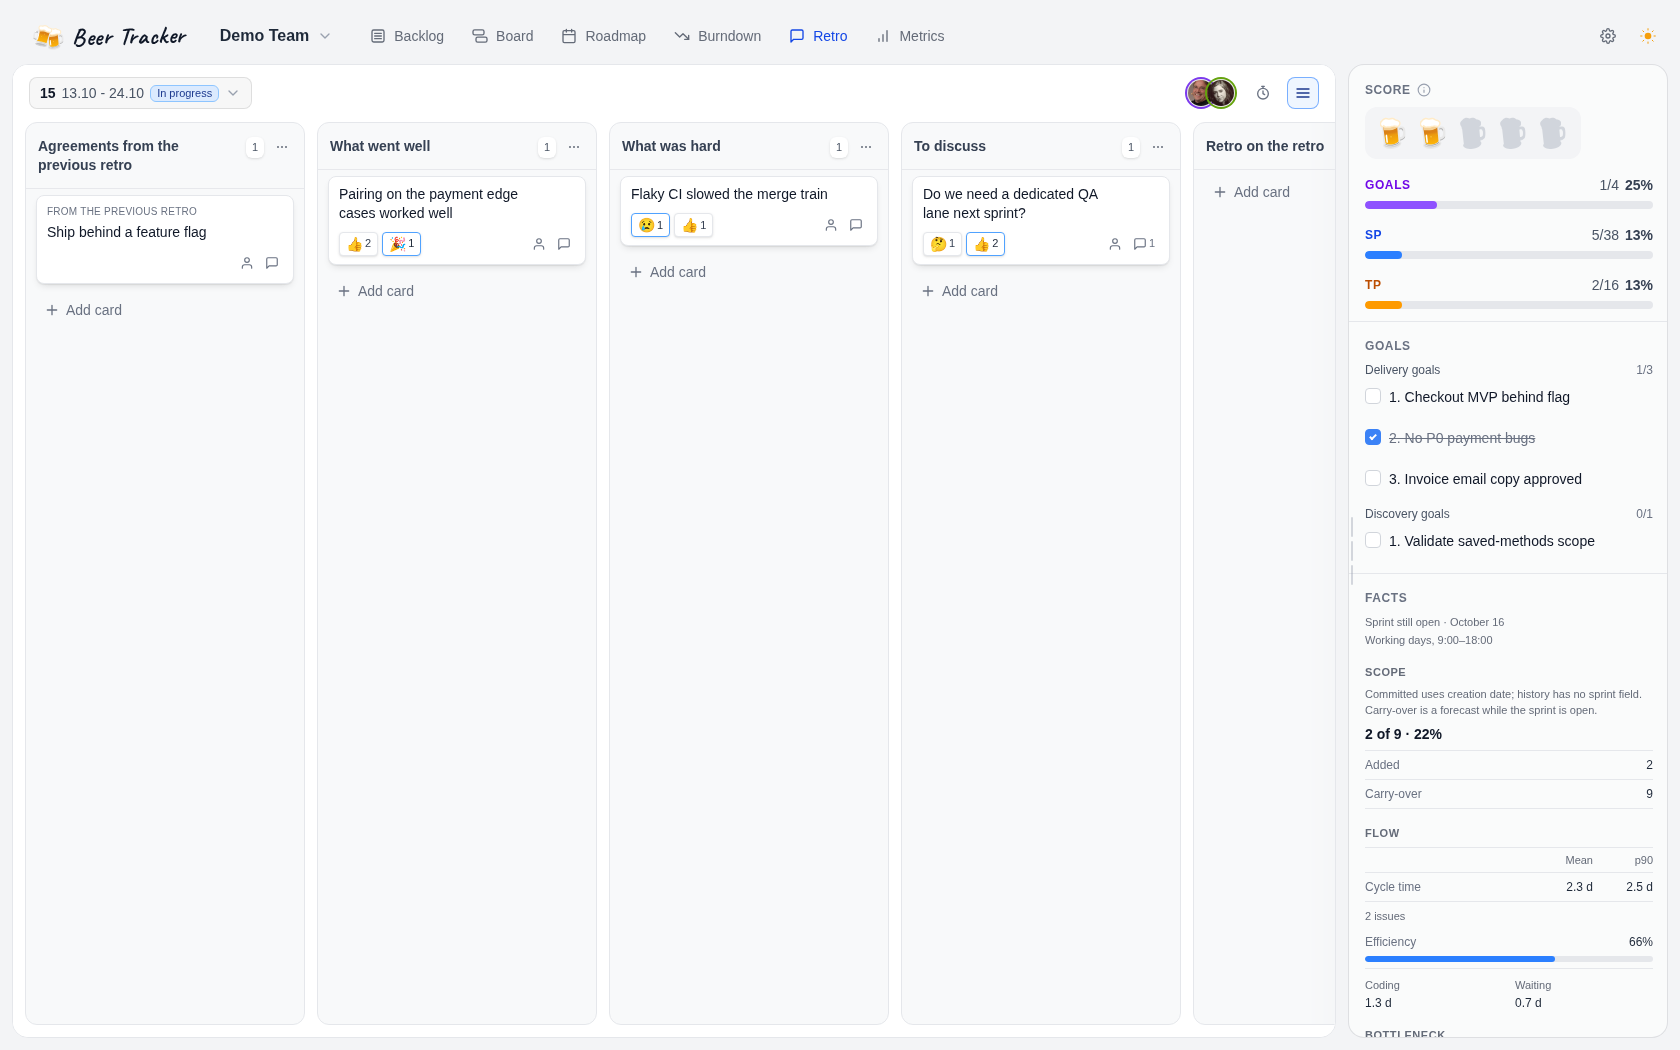 Beer Tracker
Demo Team
Backlog
Board
Roadmap
Burndown
Retro
Metrics
15 13.10 - 24.10 In progress
Agreements from the previous retro
1
FROM THE PREVIOUS RETRO
Ship behind a feature flag
Add card
What went well
1
Pairing on the payment edge
cases worked well
👍 2 🎉 1
Add card
What was hard
1
Flaky CI slowed the merge train
😢 1 👍 1
Add card
To discuss
1
Do we need a dedicated QA
lane next sprint?
🤔 1 👍 2
1
Add card
Retro on the retro
Add card
SCORE
GOALS 1/4 25%
SP 5/38 13%
TP 2/16 13%
GOALS
Delivery goals 1/3
1. Checkout MVP behind flag
2. No P0 payment bugs
3. Invoice email copy approved
Discovery goals 0/1
1. Validate saved-methods scope
FACTS
Sprint still open · October 16
Working days, 9:00–18:00
SCOPE
Committed uses creation date; history has no sprint field.
Carry-over is a forecast while the sprint is open.
2 of 9 · 22%
Added 2
Carry-over 9
FLOW
Mean p90
Cycle time 2.3 d 2.5 d
2 issues
Efficiency 66%
Coding Waiting
1.3 d 0.7 d
BOTTLENECK